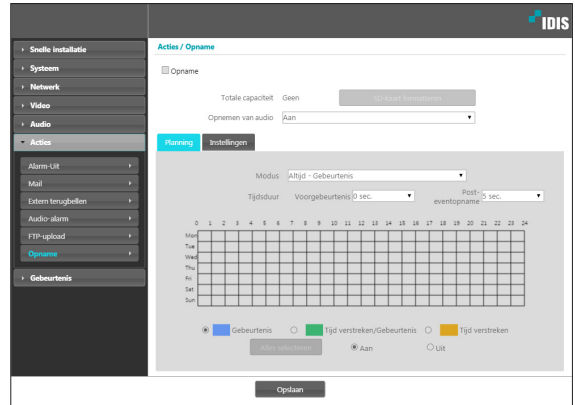 IDIS
Snelle installatie
Systeem
Netwerk
Video
Audio
Acties
Alarm-Uit
Mail
Extern terugbellen
Audio-alarm
FTP-upload
Opname
Gebeurtenis
Acties / Opname
Opname
Totale capaciteit Geen SD-kaart formatteren
Opnemen van audio Aan
Planning Instellingen
Modus Altijd - Gebeurtenis
Tijdsduur Voorgebeurtenis 0 sec. Post-eventopname 5 sec.
0 1 2 3 4 5 6 7 8 9 10 11 12 13 14 15 16 17 18 19 20 21 22 23 24
Mon
Tue
Wed
Thu
Fri
Sat
Sun
Gebeurtenis Tijd verstreken/Gebeurtenis Tijd verstreken
Alles selecteren Aan Uit
Opslaan